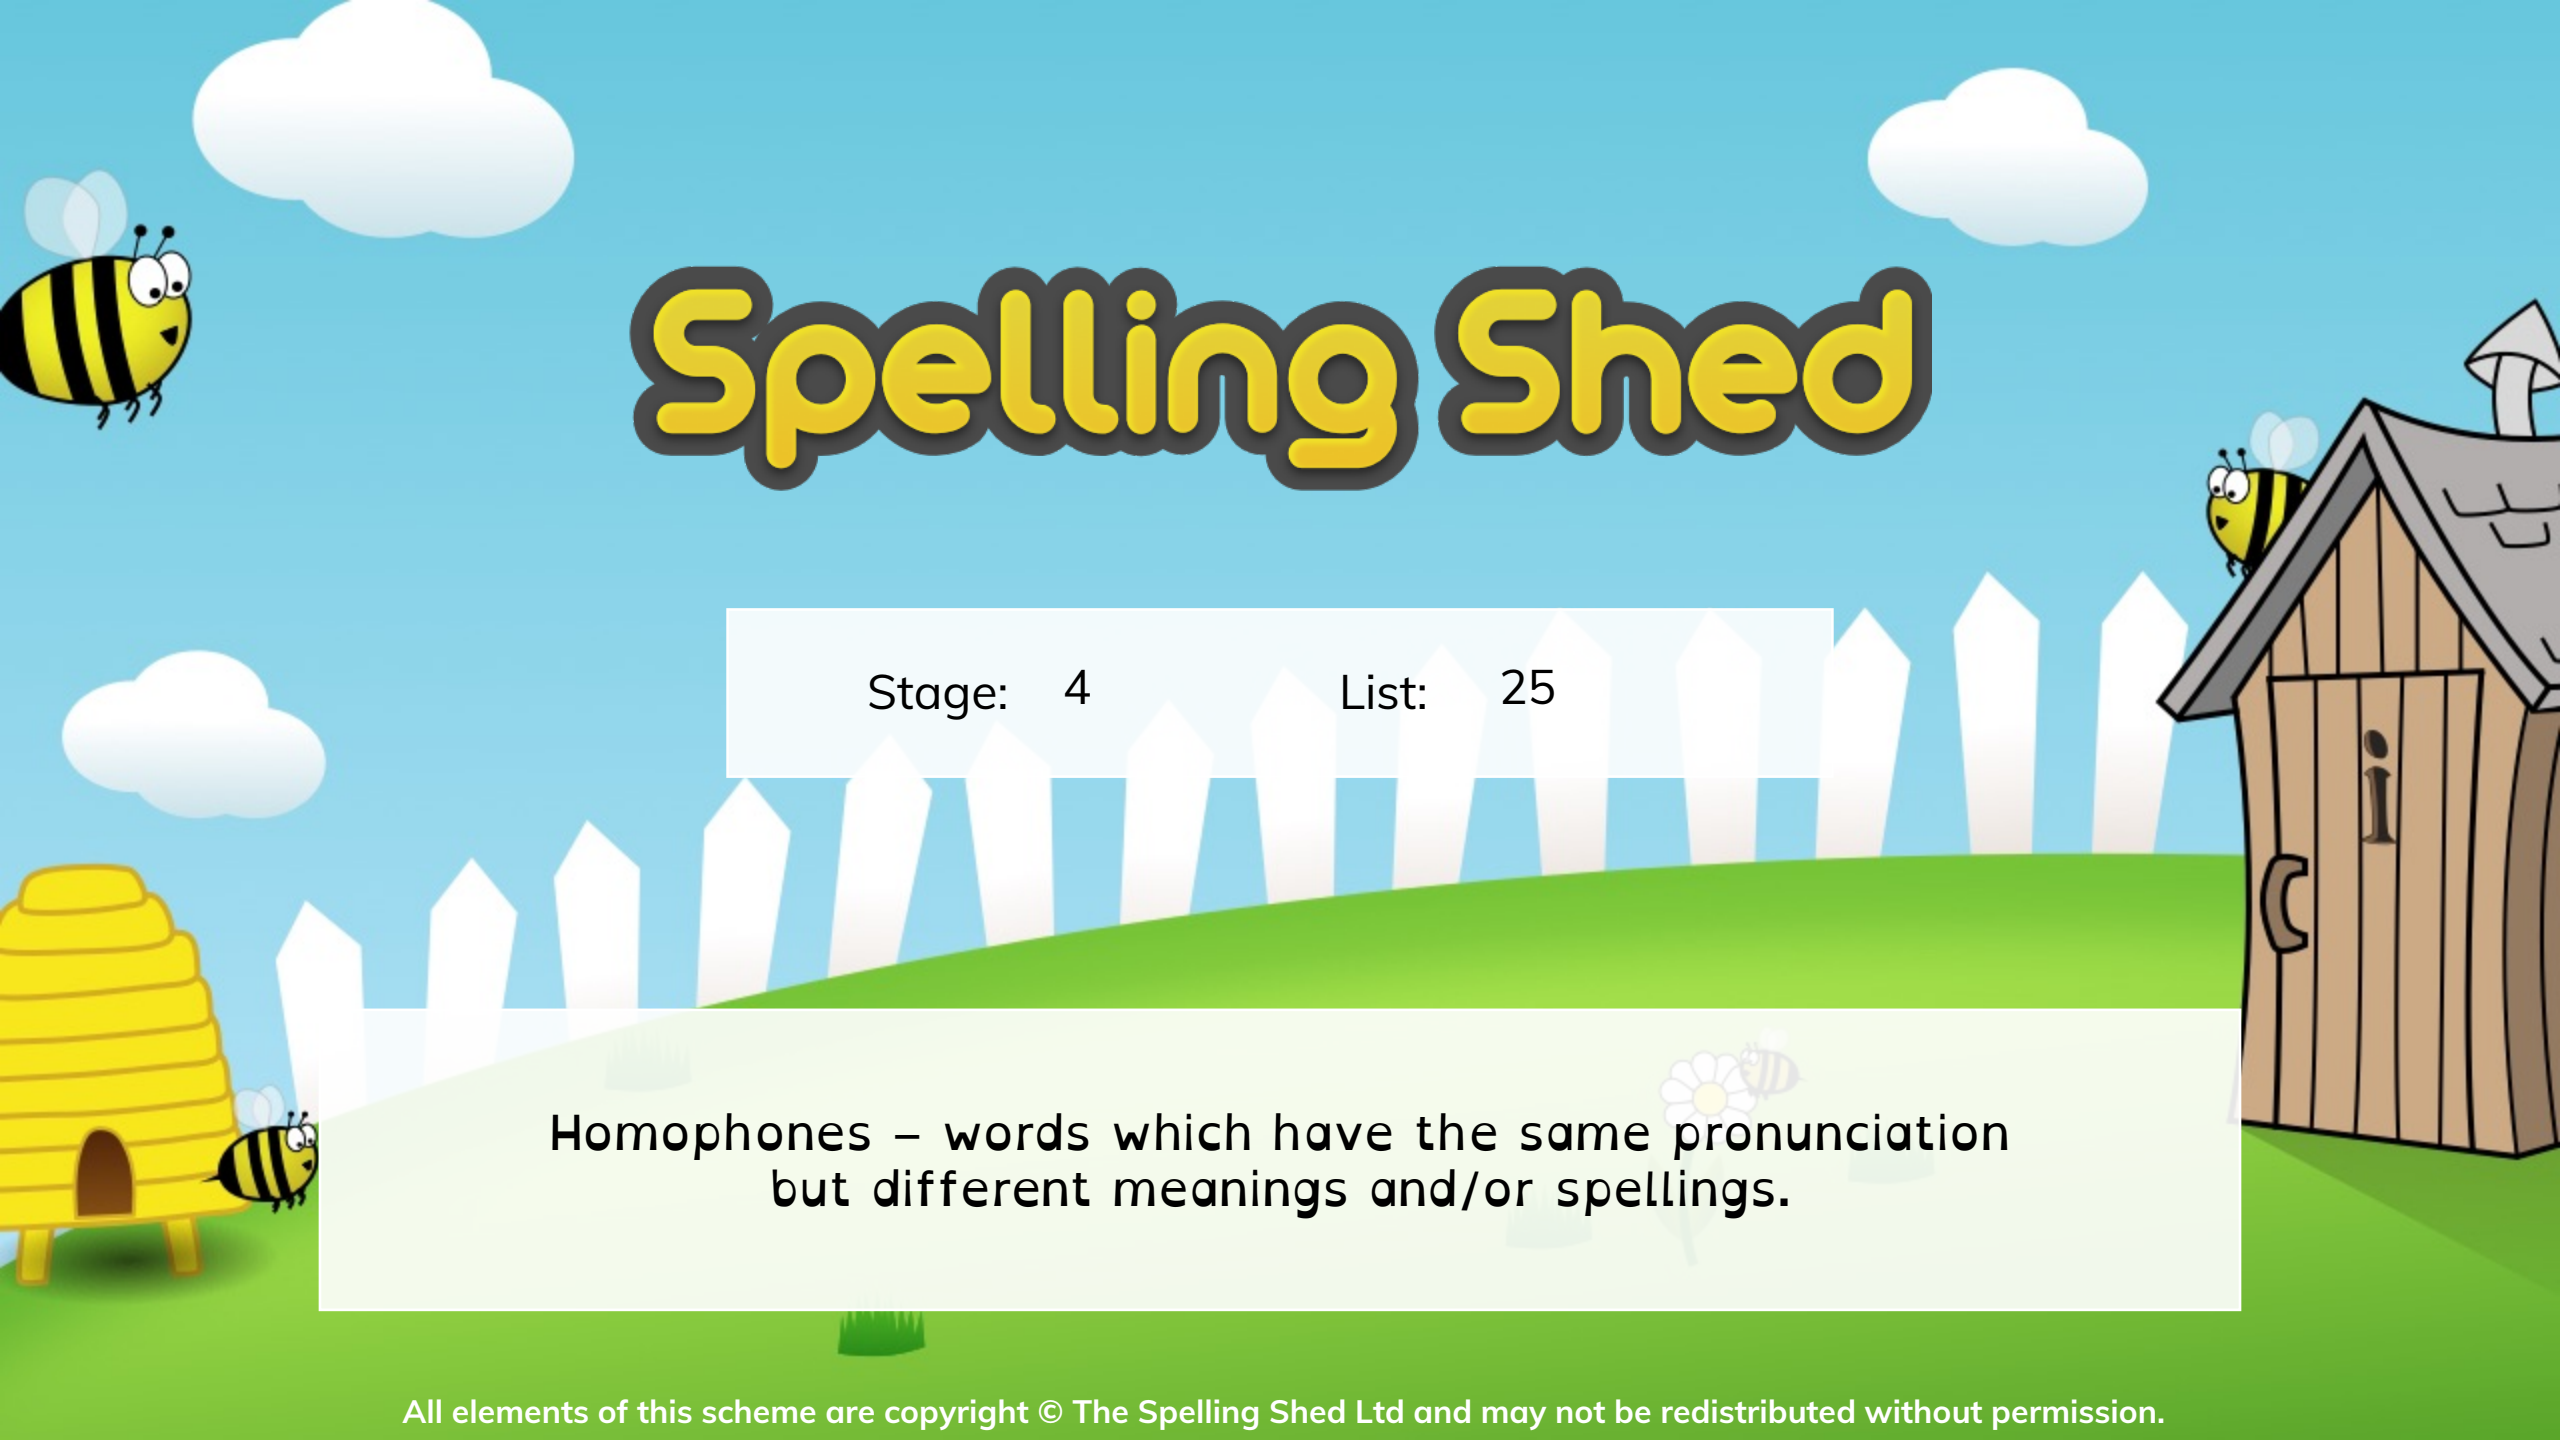 Spelling Shed
Stage: 4 List: 25
i
Homophones – words which have the same pronunciation
but different meanings and/or spellings.
All elements of this scheme are copyright © The Spelling Shed Ltd and may not be redistributed without permission.